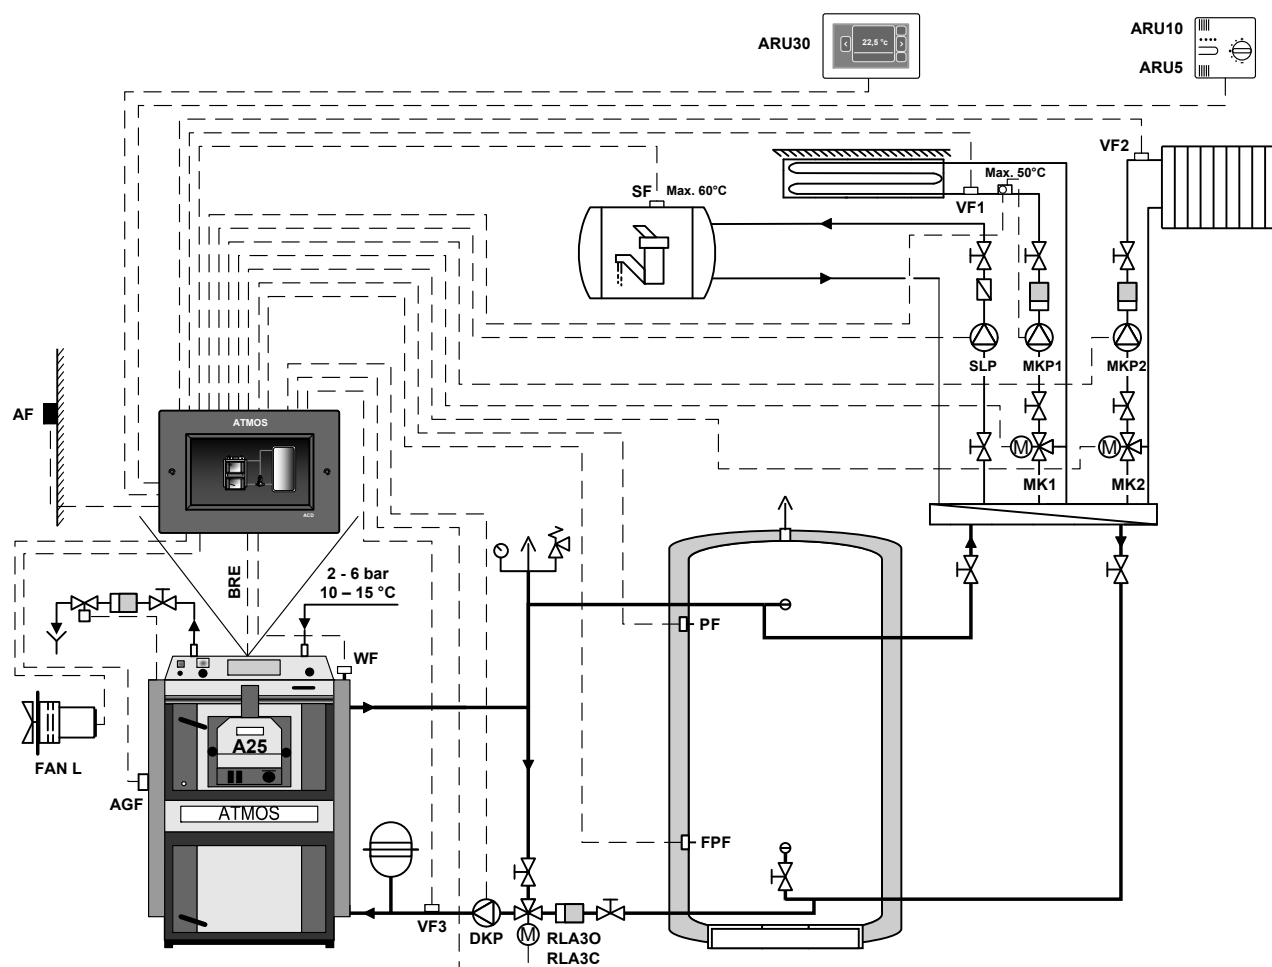 ARU30
22,5 °c
ARU10
ARU5
VF2
Max. 50°C
SF
Max. 60°C
VF1
SLP
MKP1
MKP2
AF
ATMOS
M
M
MK1
MK2
ACD
BRE
2 - 6 bar
10 – 15 °C
PF
WF
A25
FAN L
AGF
ATMOS
FPF
VF3
DKP
M
RLA3O
RLA3C